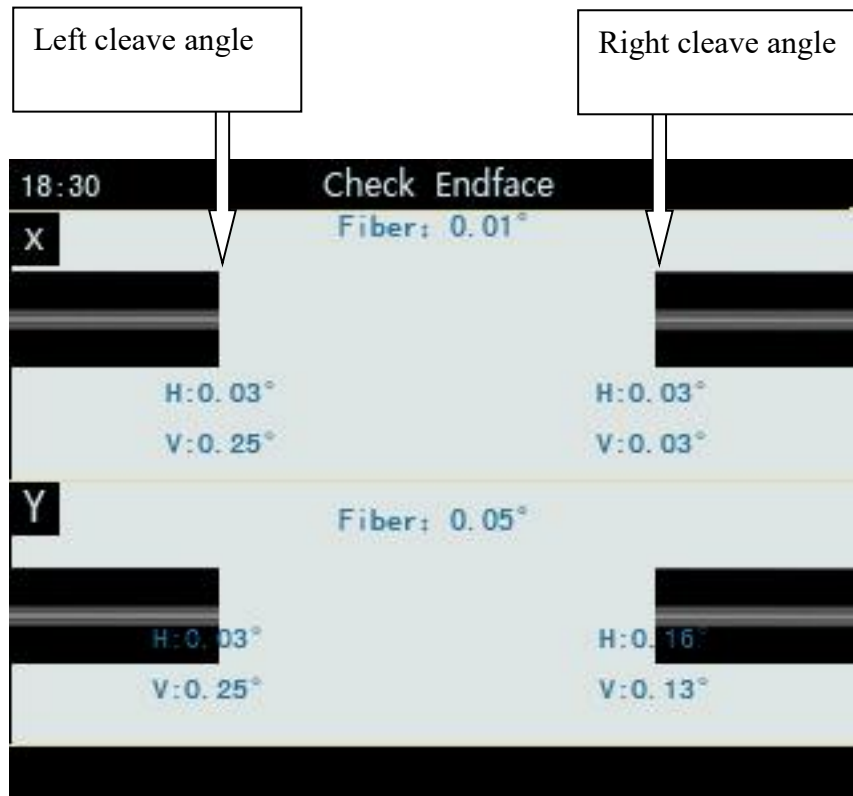 Left cleave angle
Right cleave angle
18:30 Check Endface
X
Fiber: 0.01°
H:0.03° H:0.03°
V:0.25° V:0.03°
Y
Fiber: 0.05°
H:0.03° H:0.16°
V:0.25° V:0.13°